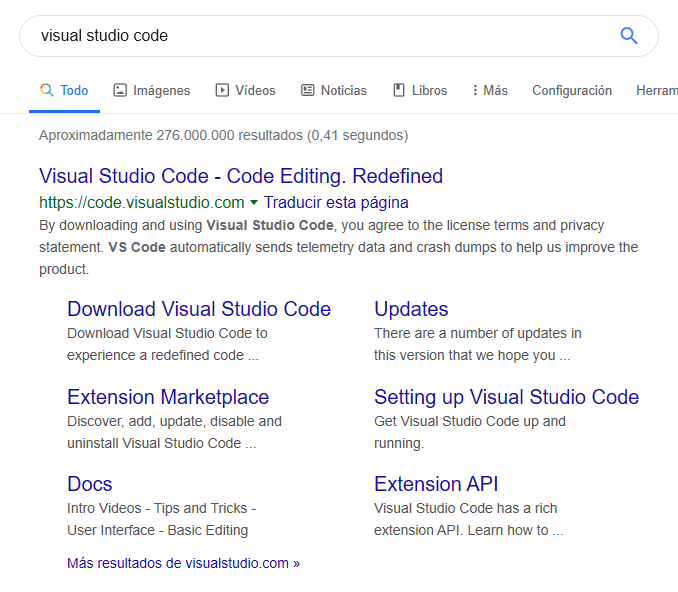 visual studio code
Todo Imágenes Vídeos Noticias Libros Más Configuración Herram
Aproximadamente 276.000.000 resultados (0,41 segundos)
Visual Studio Code - Code Editing. Redefined
https://code.visualstudio.com Traducir esta página
By downloading and using Visual Studio Code, you agree to the license terms and privacy
statement. VS Code automatically sends telemetry data and crash dumps to help us improve the
product.
Download Visual Studio Code
Download Visual Studio Code to
experience a redefined code ...
Updates
There are a number of updates in
this version that we hope you ...
Extension Marketplace
Discover, add, update, disable and
uninstall Visual Studio Code ...
Setting up Visual Studio Code
Get Visual Studio Code up and
running.
Docs
Intro Videos - Tips and Tricks -
User Interface - Basic Editing
Extension API
Visual Studio Code has a rich
extension API. Learn how to ...
Más resultados de visualstudio.com »